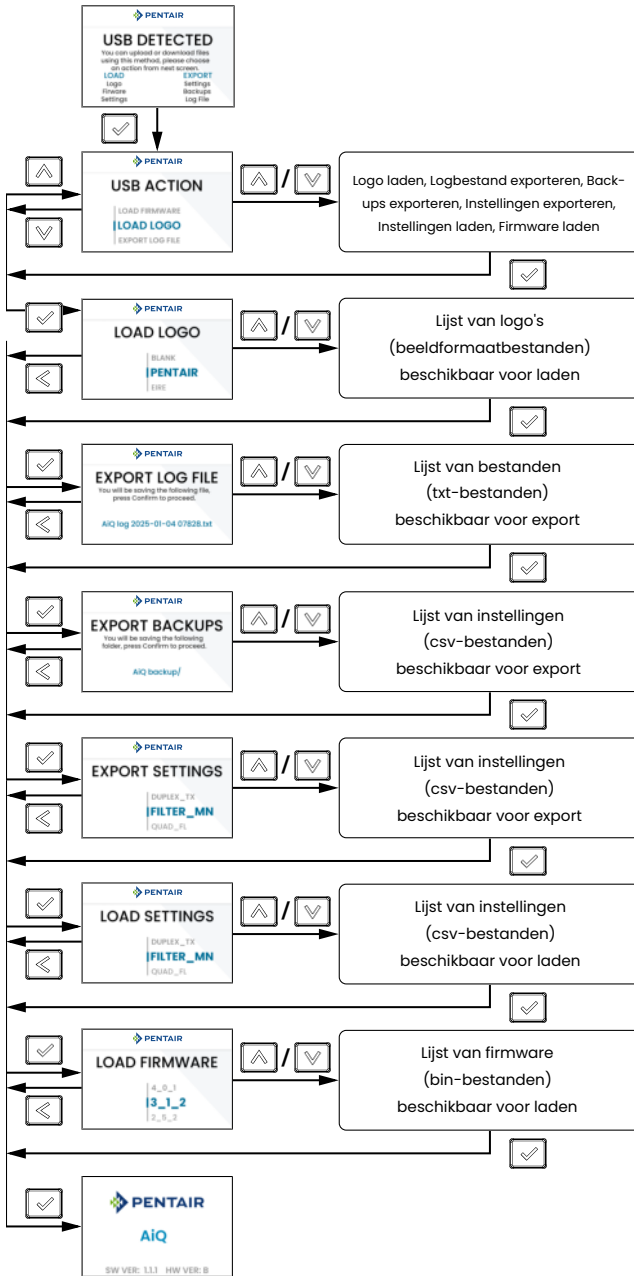 PENTAIR
USB DETECTED
You can upload or download files
using this method, please choose
an action from next screen.
LOAD EXPORT
Logo Settings
Firware Backups
Settings Log File
PENTAIR
USB ACTION
LOAD FIRMWARE
LOAD LOGO
EXPORT LOG FILE
/
Logo laden, Logbestand exporteren, Back-
ups exporteren, Instellingen exporteren,
Instellingen laden, Firmware laden
PENTAIR
LOAD LOGO
BLANK
PENTAIR
EIRE
/
Lijst van logo's
(beeldformaatbestanden)
beschikbaar voor laden
PENTAIR
EXPORT LOG FILE
You will be saving the following file,
press Confirm to proceed.
AiQ log 2025-01-04 07828.txt
/
Lijst van bestanden
(txt-bestanden)
beschikbaar voor export
PENTAIR
EXPORT BACKUPS
You will be saving the following
folder, press Confirm to proceed.
AiQ backup/
/
Lijst van instellingen
(csv-bestanden)
beschikbaar voor export
PENTAIR
EXPORT SETTINGS
DUPLEX_TX
FILTER_MN
QUAD_FL
/
Lijst van instellingen
(csv-bestanden)
beschikbaar voor export
PENTAIR
LOAD SETTINGS
DUPLEX_TX
FILTER_MN
QUAD_FL
/
Lijst van instellingen
(csv-bestanden)
beschikbaar voor laden
PENTAIR
LOAD FIRMWARE
4_0_1
3_1_2
2_5_2
/
Lijst van firmware
(bin-bestanden)
beschikbaar voor laden
PENTAIR
AiQ
SW VER: 1.1.1 HW VER: B